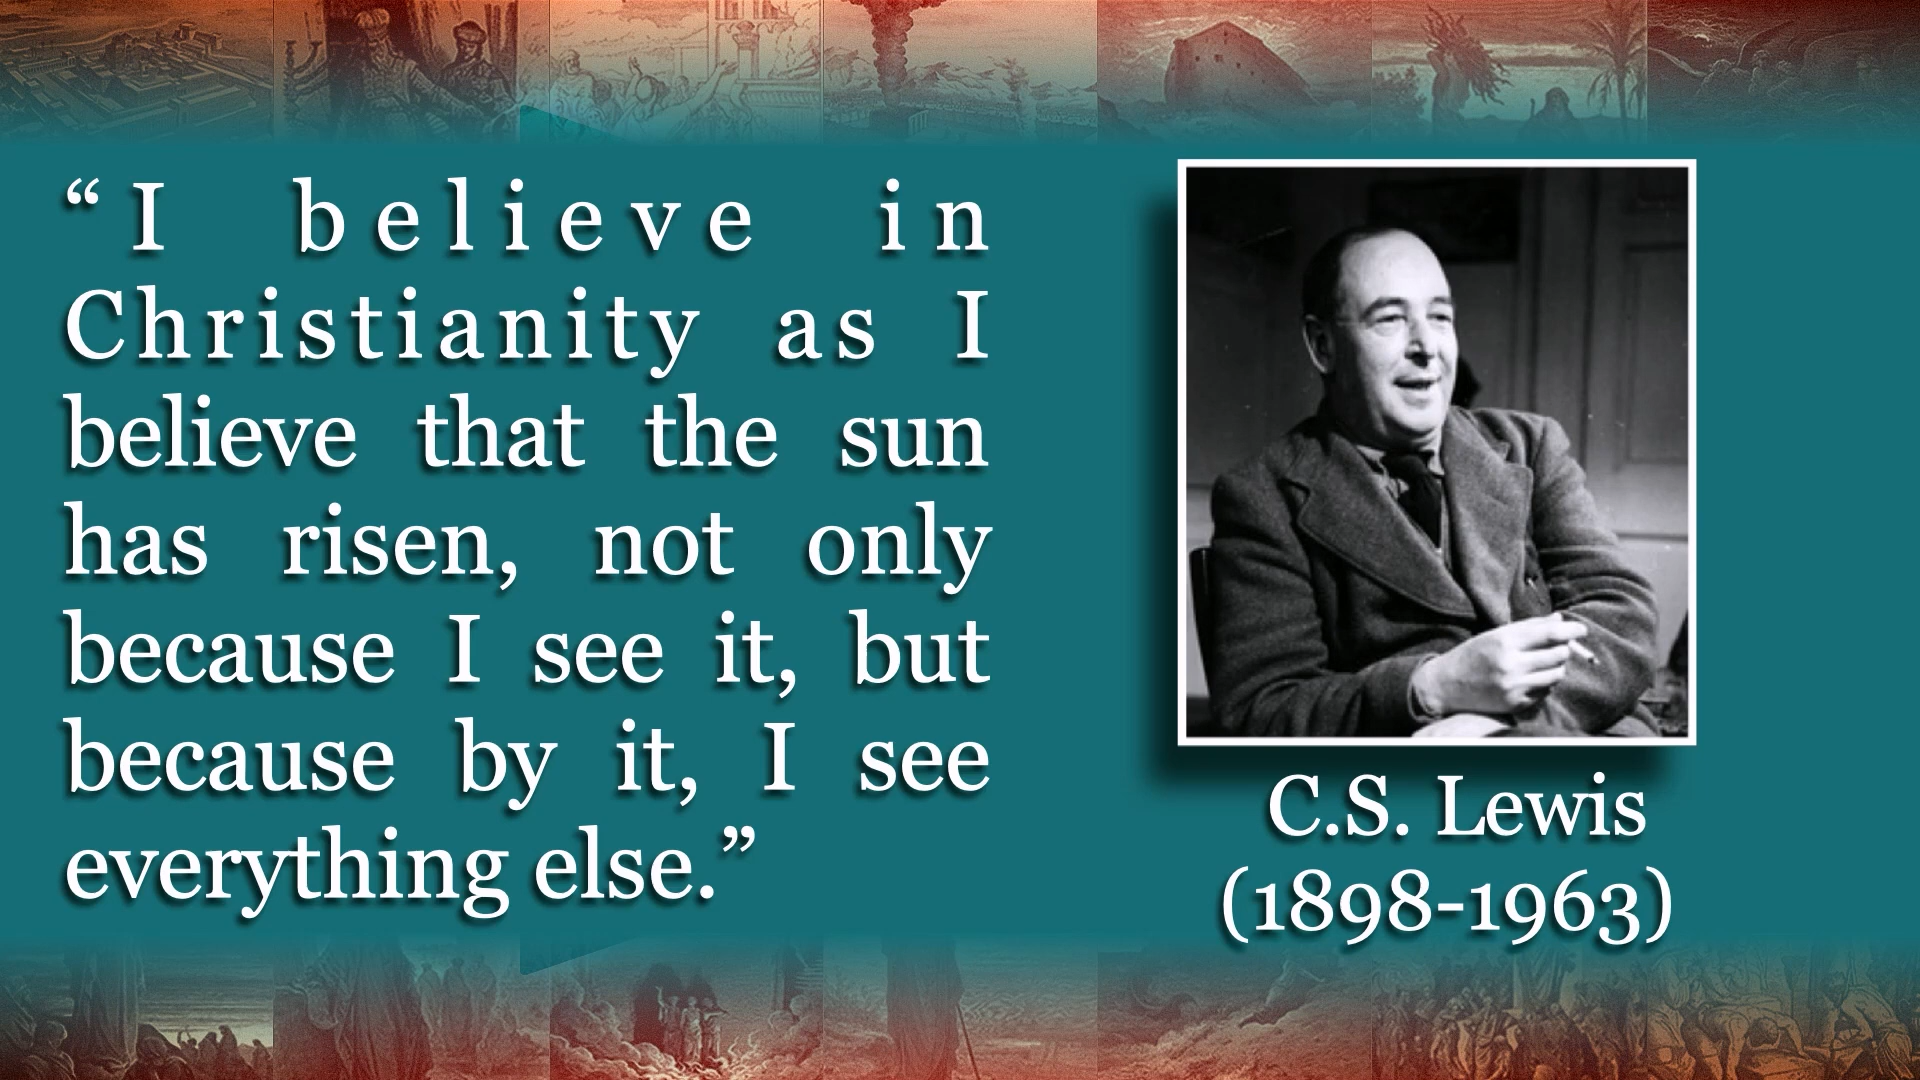 “I believe in
Christianity as I
believe that the sun
has risen, not only
because I see it, but
because by it, I see
everything else.”
C.S. Lewis
(1898-1963)